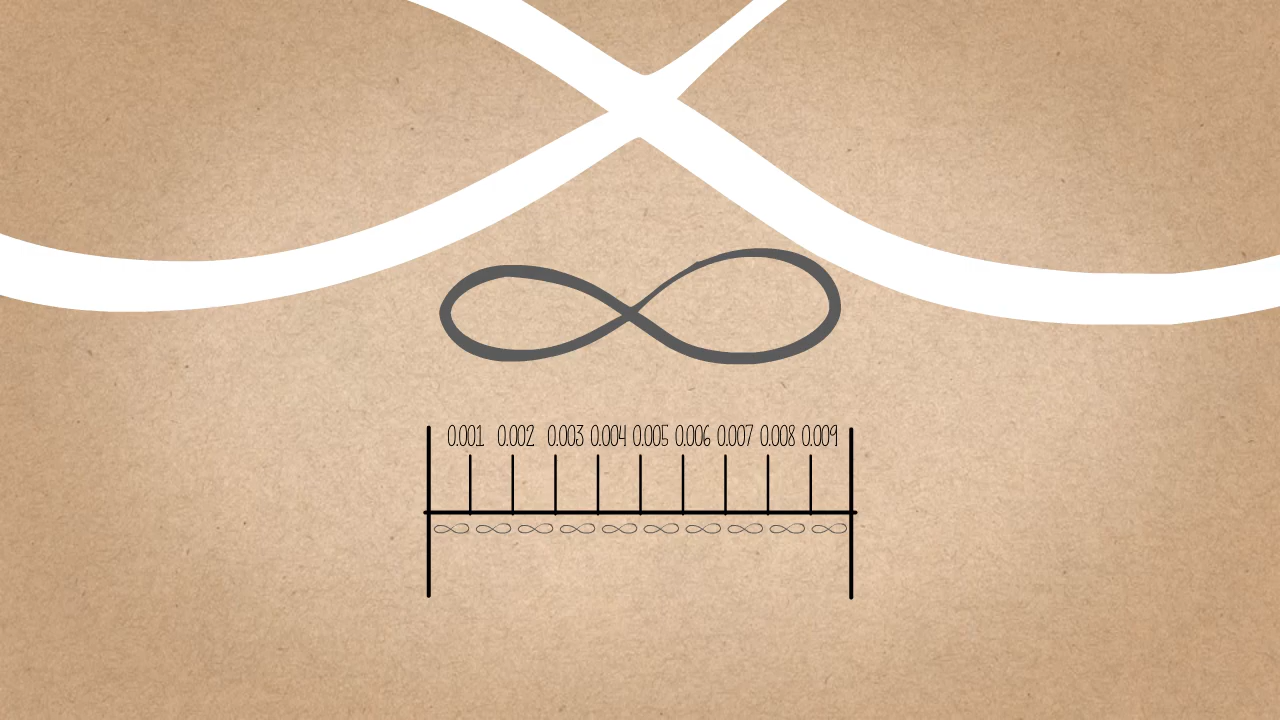 0.001 0.002 0.003 0.004 0.005 0.006 0.007 0.008 0.009
∞ ∞ ∞ ∞ ∞ ∞ ∞ ∞ ∞ ∞